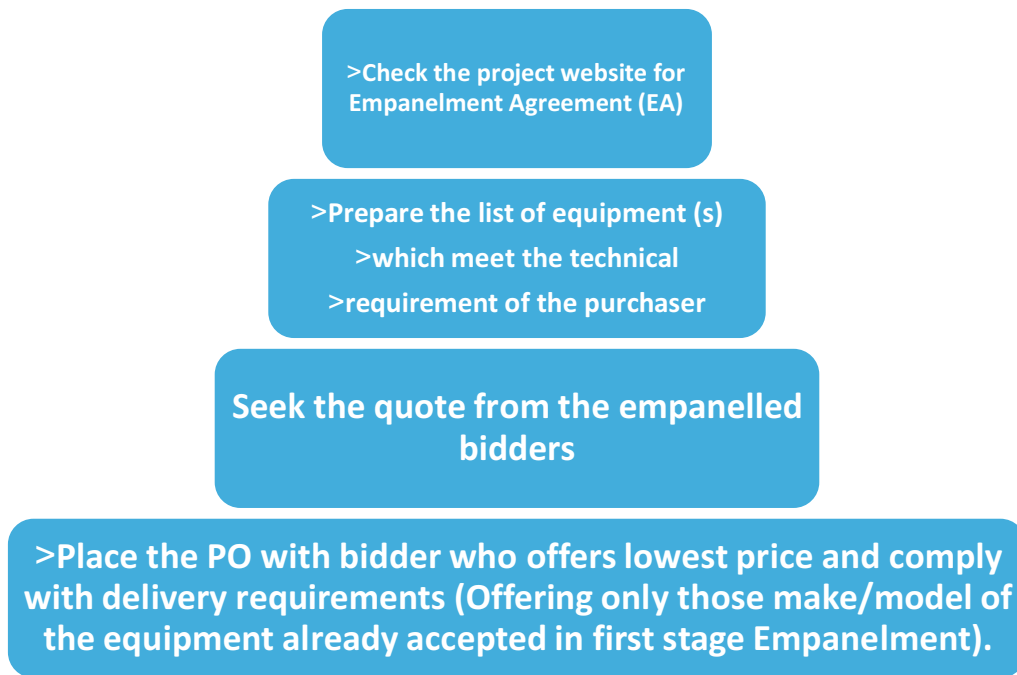 >Check the project website for
Empanelment Agreement (EA)
>Prepare the list of equipment (s)
>which meet the technical
>requirement of the purchaser
Seek the quote from the empanelled
bidders
>Place the PO with bidder who offers lowest price and comply
with delivery requirements (Offering only those make/model of
the equipment already accepted in first stage Empanelment).